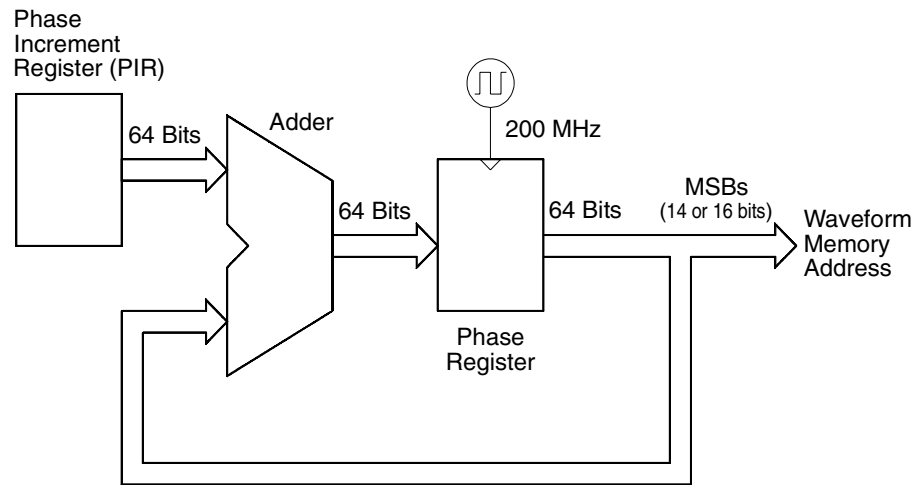 Phase
Increment
Register (PIR)
64 Bits
Adder
64 Bits
200 MHz
64 Bits
MSBs
(14 or 16 bits)
Waveform
Memory
Address
Phase
Register